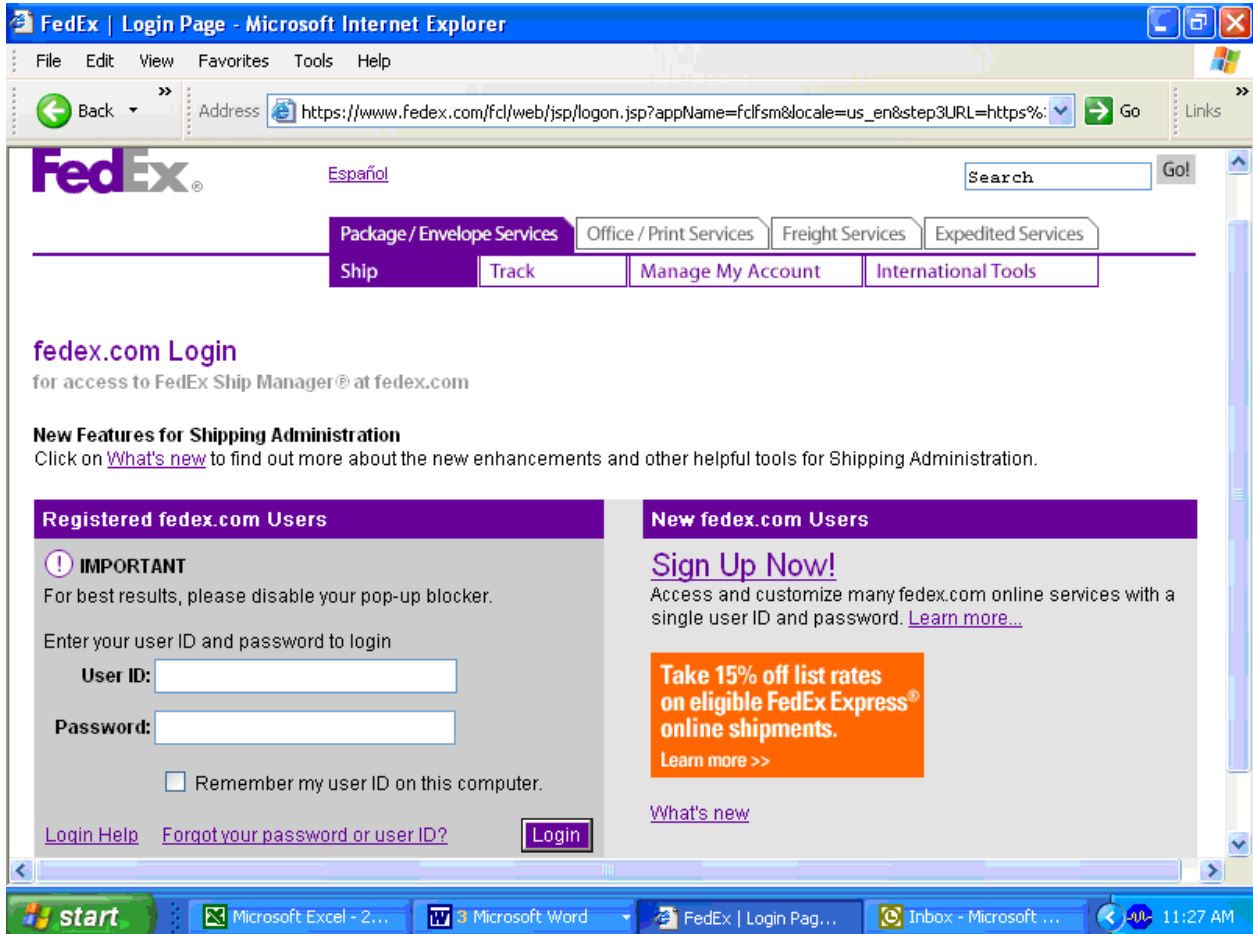 FedEx | Login Page - Microsoft Internet Explorer
File Edit View Favorites Tools Help
Back Address https://www.fedex.com/fcl/web/jsp/logon.jsp?appName=fclfsm&locale=us_en&step3URL=https%: Go Links
FedEx®
Español
Search Go!
Package / Envelope Services Office / Print Services Freight Services Expedited Services
Ship Track Manage My Account International Tools
fedex.com Login
for access to FedEx Ship Manager® at fedex.com
New Features for Shipping Administration
Click on What's new to find out more about the new enhancements and other helpful tools for Shipping Administration.
Registered fedex.com Users
! IMPORTANT
For best results, please disable your pop-up blocker.
Enter your user ID and password to login
User ID:
Password:
Remember my user ID on this computer.
Login Help Forgot your password or user ID? Login
New fedex.com Users
Sign Up Now!
Access and customize many fedex.com online services with a
single user ID and password. Learn more...
Take 15% off list rates
on eligible FedEx Express®
online shipments.
Learn more >>
What's new
start Microsoft Excel - 2... 3 Microsoft Word FedEx | Login Pag... Inbox - Microsoft ... 11:27 AM